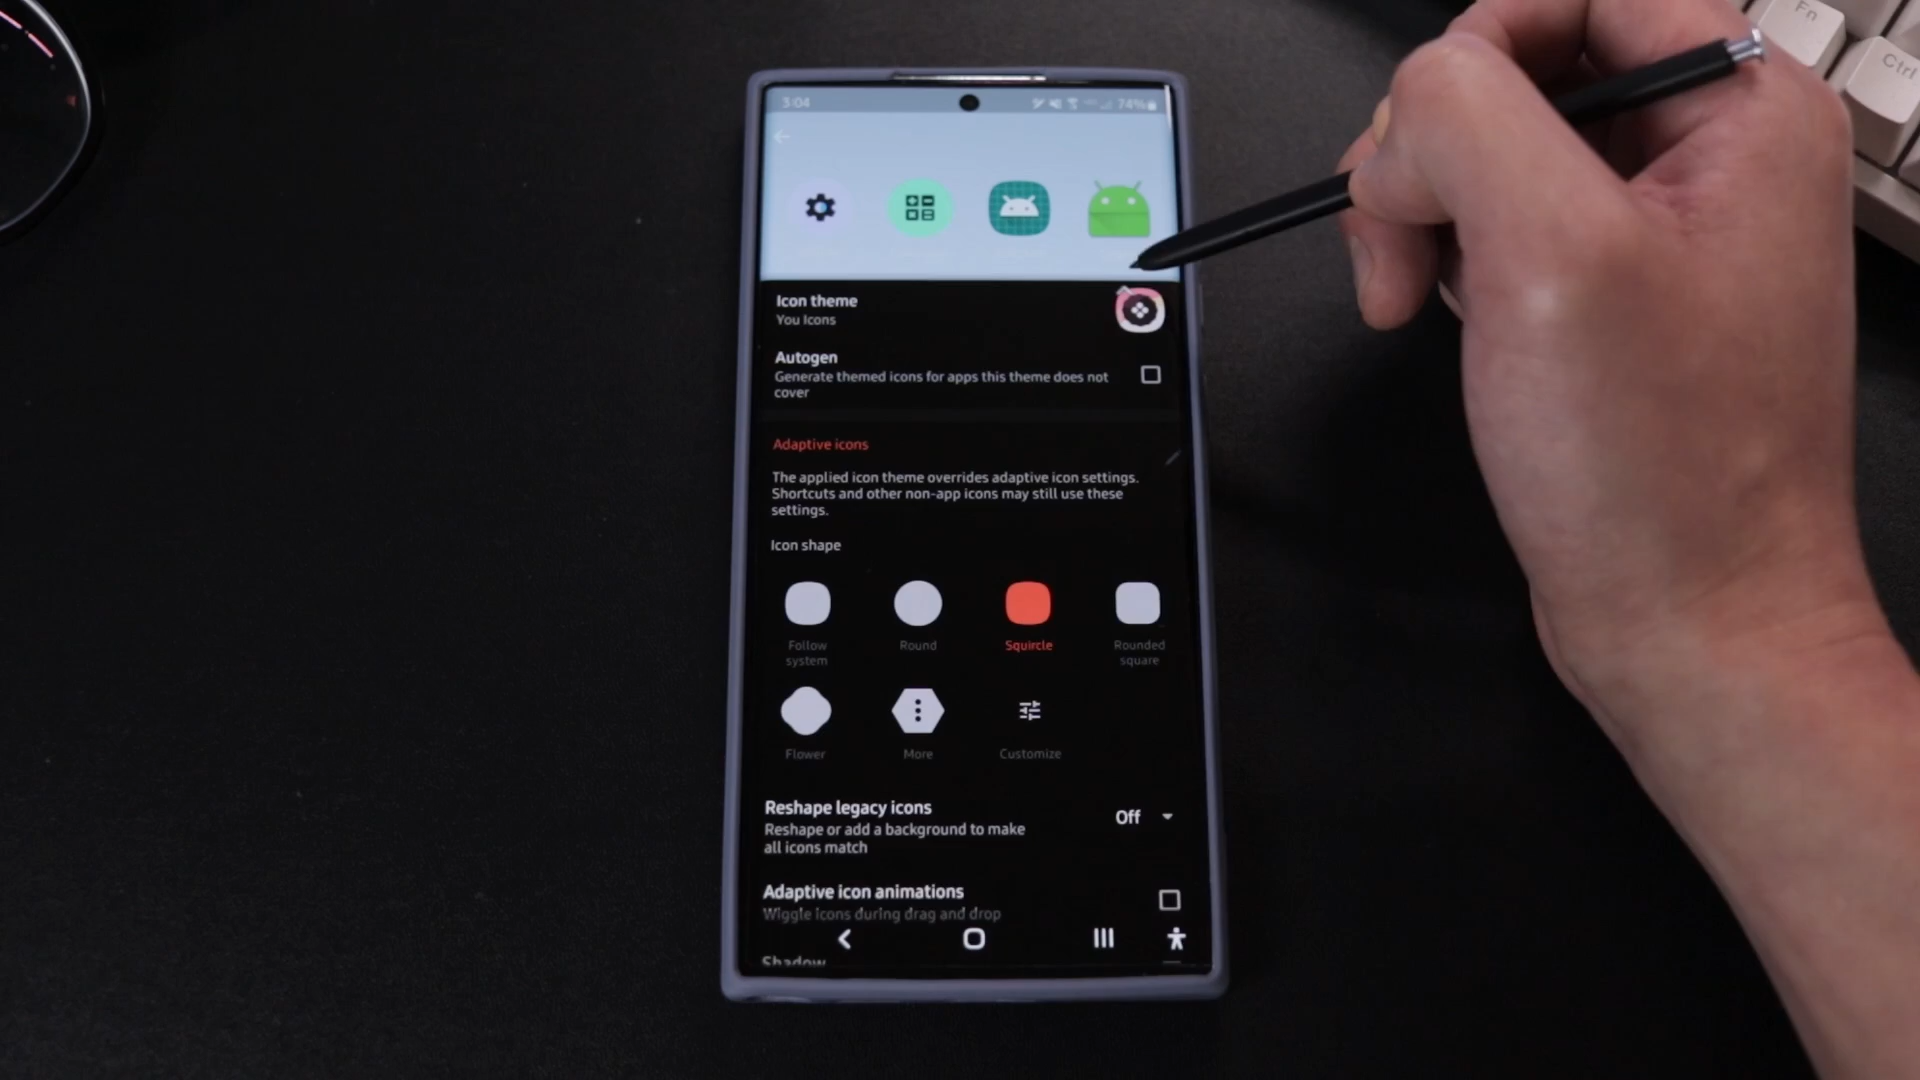 Fn
Ctrl
3:04
74%
Icon theme
You Icons
Autogen
Generate themed icons for apps this theme does not
cover
Adaptive icons
The applied icon theme overrides adaptive icon settings.
Shortcuts and other non-app icons may still use these
settings.
Icon shape
Follow
system
Round
Squircle
Rounded
square
Flower
More
Customize
Reshape legacy icons
Reshape or add a background to make
all icons match
Off
Adaptive icon animations
Wiggle icons during drag and drop
Shadow